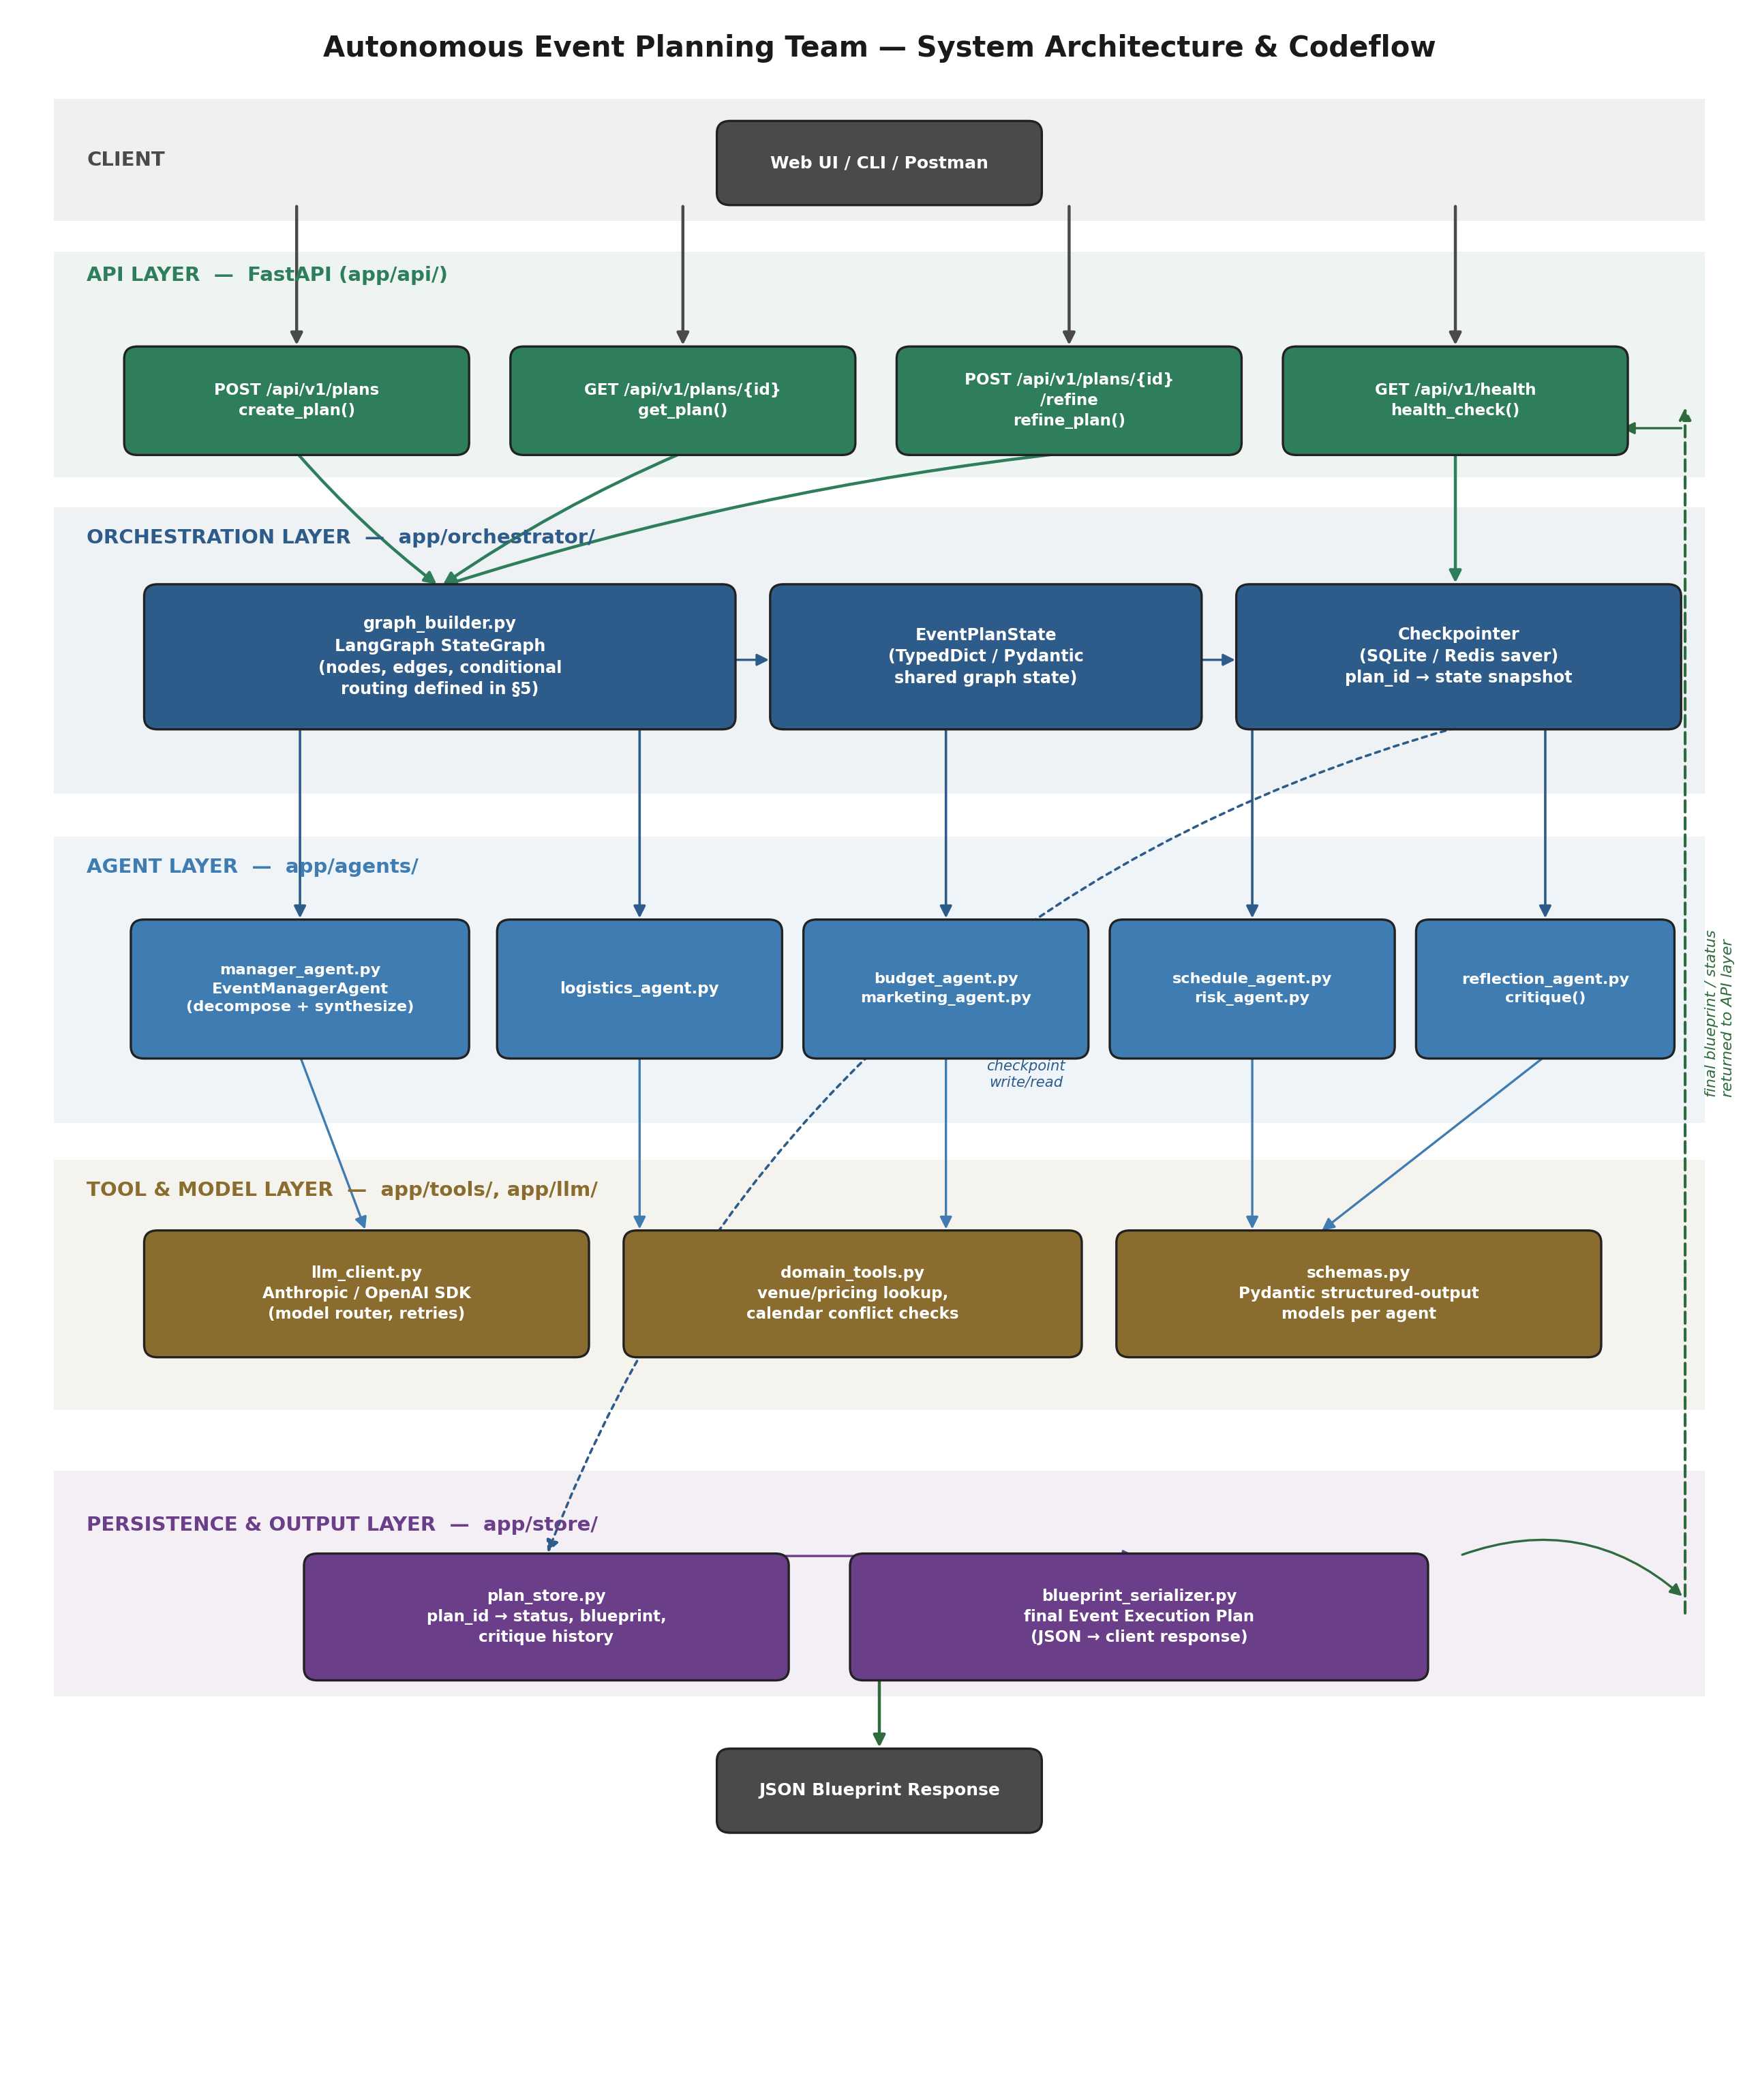 Autonomous Event Planning Team — System Architecture & Codeflow
CLIENT
Web UI / CLI / Postman
API LAYER — FastAPI (app/api/)
POST /api/v1/plans
create_plan()
GET /api/v1/plans/{id}
get_plan()
POST /api/v1/plans/{id}
/refine
refine_plan()
GET /api/v1/health
health_check()
ORCHESTRATION LAYER — app/orchestrator/
graph_builder.py
LangGraph StateGraph
(nodes, edges, conditional
routing defined in §5)
EventPlanState
(TypedDict / Pydantic
shared graph state)
Checkpointer
(SQLite / Redis saver)
plan_id → state snapshot
AGENT LAYER — app/agents/
manager_agent.py
EventManagerAgent
(decompose + synthesize)
logistics_agent.py
budget_agent.py
marketing_agent.py
schedule_agent.py
risk_agent.py
reflection_agent.py
critique()
checkpoint
write/read
final blueprint / status
returned to API layer
TOOL & MODEL LAYER — app/tools/, app/llm/
llm_client.py
Anthropic / OpenAI SDK
(model router, retries)
domain_tools.py
venue/pricing lookup,
calendar conflict checks
schemas.py
Pydantic structured-output
models per agent
PERSISTENCE & OUTPUT LAYER — app/store/
plan_store.py
plan_id → status, blueprint,
critique history
blueprint_serializer.py
final Event Execution Plan
(JSON → client response)
JSON Blueprint Response